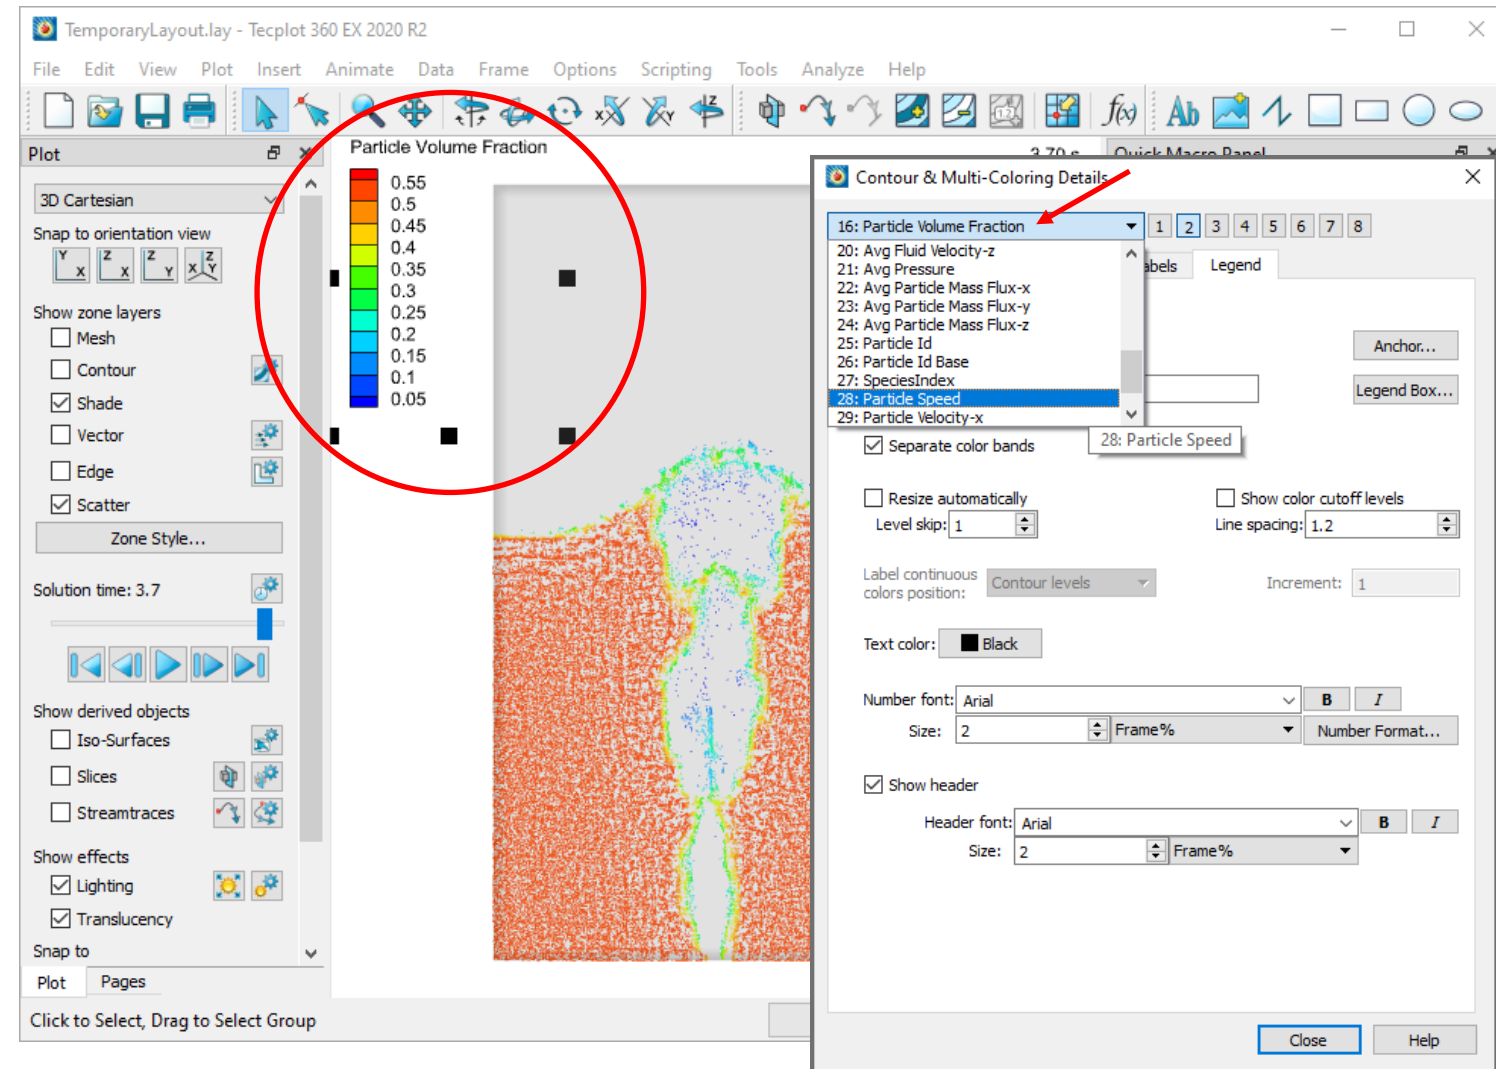 TemporaryLayout.lay - Tecplot 360 EX 2020 R2
File Edit View Plot Insert Animate Data Frame Options Scripting Tools Analyze Help
Plot
3D Cartesian
Snap to orientation view
Show zone layers
Mesh
Contour
Shade
Vector
Edge
Scatter
Zone Style...
Solution time: 3.7
Show derived objects
Iso-Surfaces
Slices
Streamtraces
Show effects
Lighting
Translucency
Snap to
Plot Pages
Click to Select, Drag to Select Group
Particle Volume Fraction
0.55
0.5
0.45
0.4
0.35
0.3
0.25
0.2
0.15
0.1
0.05
3.70 s
Quick Macro Panel
Contour & Multi-Coloring Details
16: Particle Volume Fraction 1 2 3 4 5 6 7 8
20: Avg Fluid Velocity-z
21: Avg Pressure
22: Avg Particle Mass Flux-x
23: Avg Particle Mass Flux-y
24: Avg Particle Mass Flux-z
25: Particle Id
26: Particle Id Base
27: SpeciesIndex
28: Particle Speed
29: Particle Velocity-x
28: Particle Speed
abels Legend
Anchor...
Legend Box...
Separate color bands
Resize automatically Show color cutoff levels
Level skip: 1 Line spacing: 1.2
Label continuous
colors position: Contour levels Increment: 1
Text color: Black
Number font: Arial B I
Size: 2 Frame% Number Format...
Show header
Header font: Arial B I
Size: 2 Frame%
Close Help